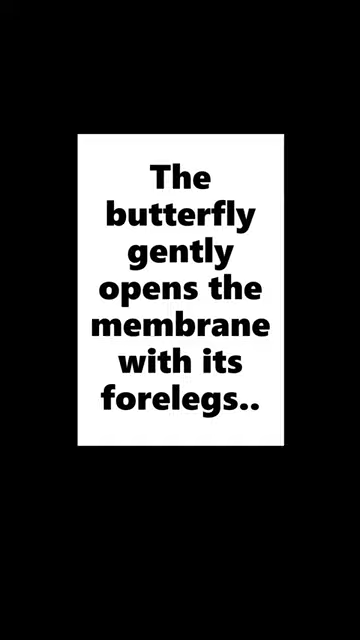 The
butterfly
gently
opens the
membrane
with its
forelegs..